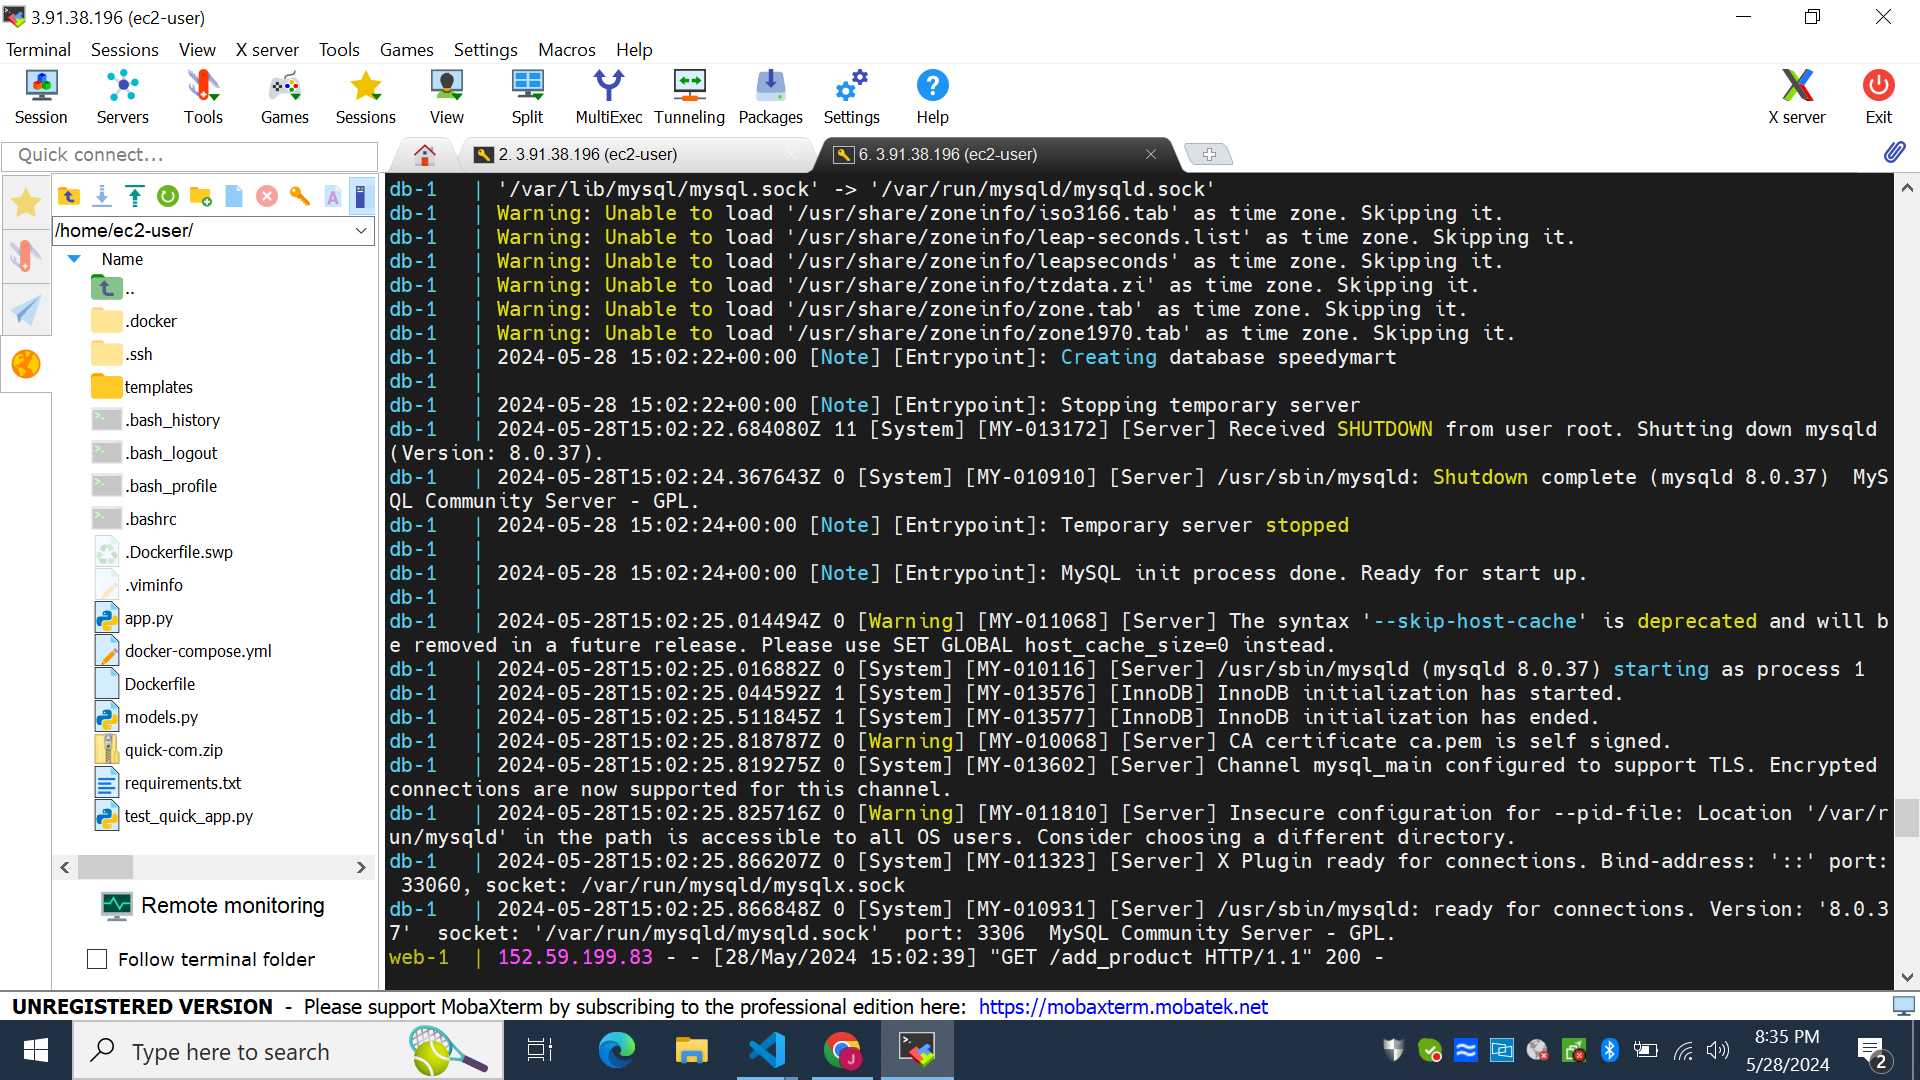 3.91.38.196 (ec2-user)
Terminal Sessions View X server Tools Games Settings Macros Help
Session Servers Tools Games Sessions View Split MultiExec Tunneling Packages Settings Help X server Exit
Quick connect...
2. 3.91.38.196 (ec2-user)
6. 3.91.38.196 (ec2-user)
/home/ec2-user/
Name
..
.docker
.ssh
templates
.bash_history
.bash_logout
.bash_profile
.bashrc
.Dockerfile.swp
.viminfo
app.py
docker-compose.yml
Dockerfile
models.py
quick-com.zip
requirements.txt
test_quick_app.py
Remote monitoring
Follow terminal folder
db-1   | '/var/lib/mysql/mysql.sock' -> '/var/run/mysqld/mysqld.sock'
db-1   | Warning: Unable to load '/usr/share/zoneinfo/iso3166.tab' as time zone. Skipping it.
db-1   | Warning: Unable to load '/usr/share/zoneinfo/leap-seconds.list' as time zone. Skipping it.
db-1   | Warning: Unable to load '/usr/share/zoneinfo/leapseconds' as time zone. Skipping it.
db-1   | Warning: Unable to load '/usr/share/zoneinfo/tzdata.zi' as time zone. Skipping it.
db-1   | Warning: Unable to load '/usr/share/zoneinfo/zone.tab' as time zone. Skipping it.
db-1   | Warning: Unable to load '/usr/share/zoneinfo/zone1970.tab' as time zone. Skipping it.
db-1   | 2024-05-28 15:02:22+00:00 [Note] [Entrypoint]: Creating database speedymart
db-1   |
db-1   | 2024-05-28 15:02:22+00:00 [Note] [Entrypoint]: Stopping temporary server
db-1   | 2024-05-28T15:02:22.684080Z 11 [System] [MY-013172] [Server] Received SHUTDOWN from user root. Shutting down mysqld
(Version: 8.0.37).
db-1   | 2024-05-28T15:02:24.367643Z 0 [System] [MY-010910] [Server] /usr/sbin/mysqld: Shutdown complete (mysqld 8.0.37)  MyS
QL Community Server - GPL.
db-1   | 2024-05-28 15:02:24+00:00 [Note] [Entrypoint]: Temporary server stopped
db-1   |
db-1   | 2024-05-28 15:02:24+00:00 [Note] [Entrypoint]: MySQL init process done. Ready for start up.
db-1   |
db-1   | 2024-05-28T15:02:25.014494Z 0 [Warning] [MY-011068] [Server] The syntax '--skip-host-cache' is deprecated and will b
e removed in a future release. Please use SET GLOBAL host_cache_size=0 instead.
db-1   | 2024-05-28T15:02:25.016882Z 0 [System] [MY-010116] [Server] /usr/sbin/mysqld (mysqld 8.0.37) starting as process 1
db-1   | 2024-05-28T15:02:25.044592Z 1 [System] [MY-013576] [InnoDB] InnoDB initialization has started.
db-1   | 2024-05-28T15:02:25.511845Z 1 [System] [MY-013577] [InnoDB] InnoDB initialization has ended.
db-1   | 2024-05-28T15:02:25.818787Z 0 [Warning] [MY-010068] [Server] CA certificate ca.pem is self signed.
db-1   | 2024-05-28T15:02:25.819275Z 0 [System] [MY-013602] [Server] Channel mysql_main configured to support TLS. Encrypted
connections are now supported for this channel.
db-1   | 2024-05-28T15:02:25.825716Z 0 [Warning] [MY-011810] [Server] Insecure configuration for --pid-file: Location '/var/r
un/mysqld' in the path is accessible to all OS users. Consider choosing a different directory.
db-1   | 2024-05-28T15:02:25.866207Z 0 [System] [MY-011323] [Server] X Plugin ready for connections. Bind-address: '::' port:
33060, socket: /var/run/mysqld/mysqlx.sock
db-1   | 2024-05-28T15:02:25.866848Z 0 [System] [MY-010931] [Server] /usr/sbin/mysqld: ready for connections. Version: '8.0.3
7'  socket: '/var/run/mysqld/mysqld.sock'  port: 3306  MySQL Community Server - GPL.
web-1  | 152.59.199.83 - - [28/May/2024 15:02:39] "GET /add_product HTTP/1.1" 200 -
UNREGISTERED VERSION - Please support MobaXterm by subscribing to the professional edition here: https://mobaxterm.mobatek.net
Type here to search
J
8:35 PM
5/28/2024
2